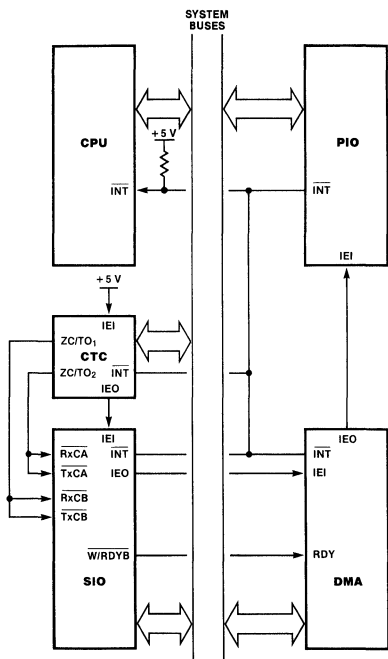 SYSTEM
BUSES
CPU
+5 V
INT
PIO
INT
IEI
+5 V
IEI
ZC/TO1
CTC
ZC/TO2
INT
IEO
IEI
RxCA
INT
TxCA
IEO
RxCB
TxCB
W/RDYB
SIO
IEO
INT
IEI
RDY
DMA